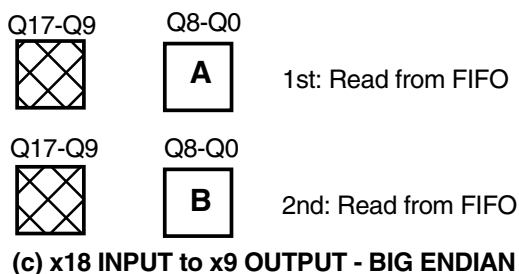 Q17-Q9 Q8-Q0
A 1st: Read from FIFO
Q17-Q9 Q8-Q0
B 2nd: Read from FIFO
(c) x18 INPUT to x9 OUTPUT - BIG ENDIAN